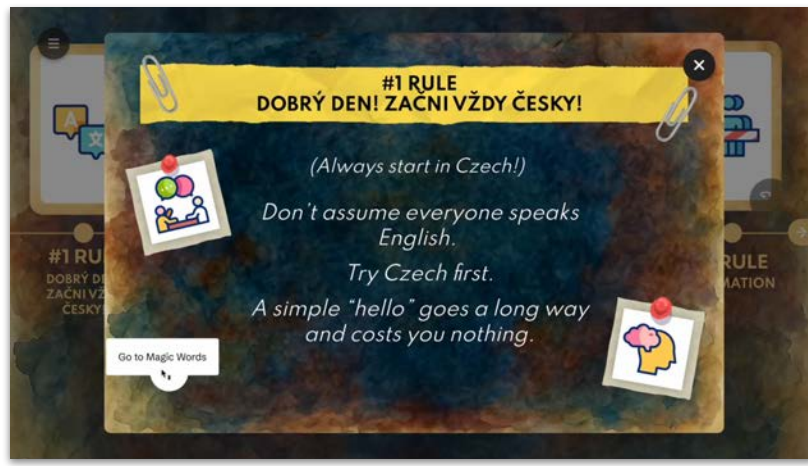 #1 RULE
DOBRÝ DEN! ZAČNI VŽDY ČESKY!
(Always start in Czech!)
Don't assume everyone speaks
English.
Try Czech first.
A simple “hello” goes a long way
and costs you nothing.
Go to Magic Words
#1 RU
DOBRÝ D
ZAČNI VŽ
ČESKY
RULE
MATION
A
文